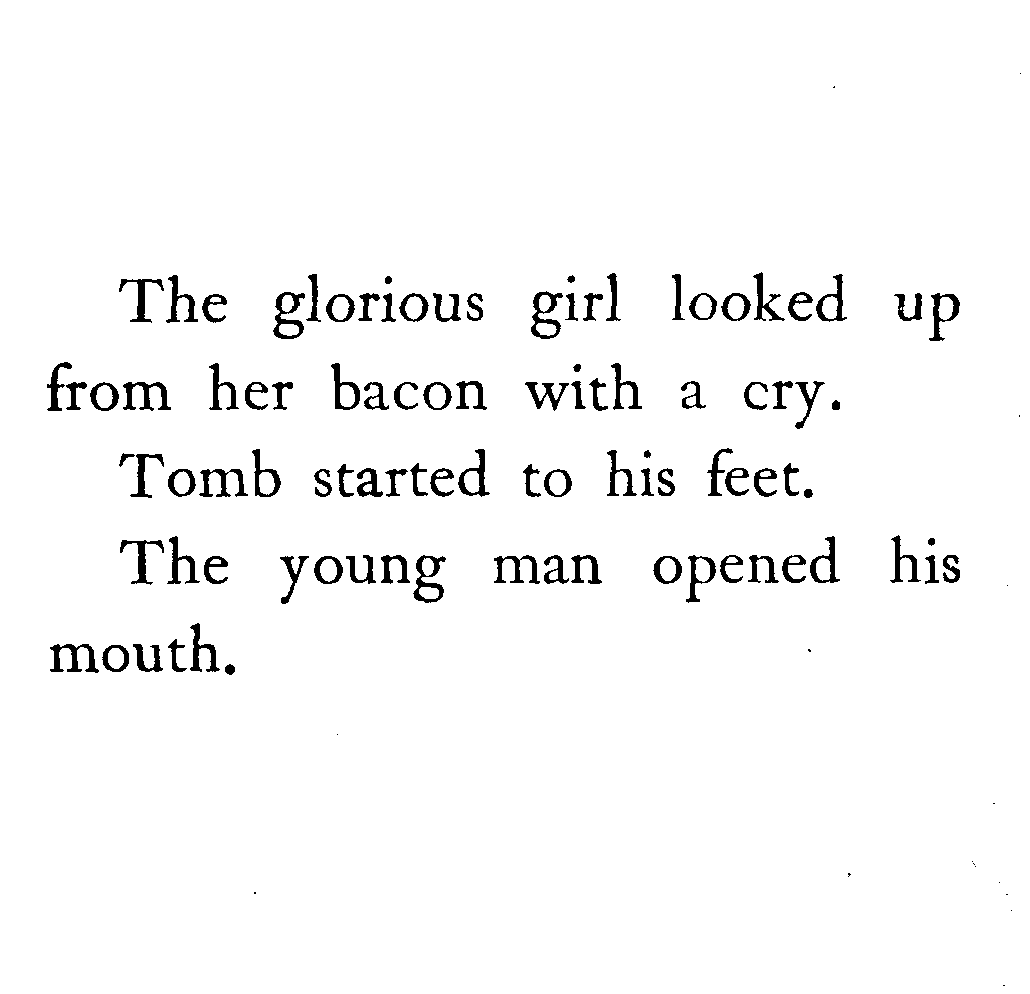 The glorious girl looked up
from her bacon with a cry.
Tomb started to his feet.
The young man opened his
mouth.